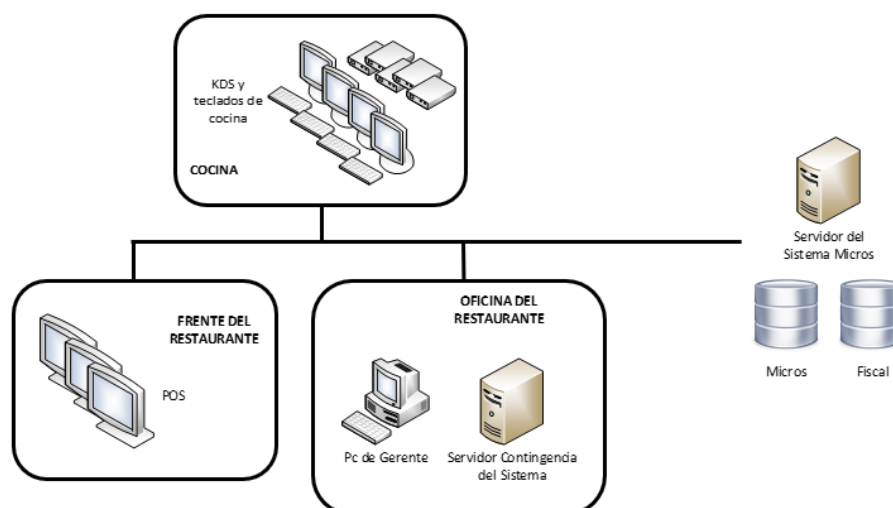 KDS y
teclados de
cocina
COCINA
Servidor del
Sistema Micros
Micros
Fiscal
FRENTE DEL
RESTAURANTE
POS
OFICINA DEL
RESTAURANTE
Pc de Gerente
Servidor Contingencia
del Sistema